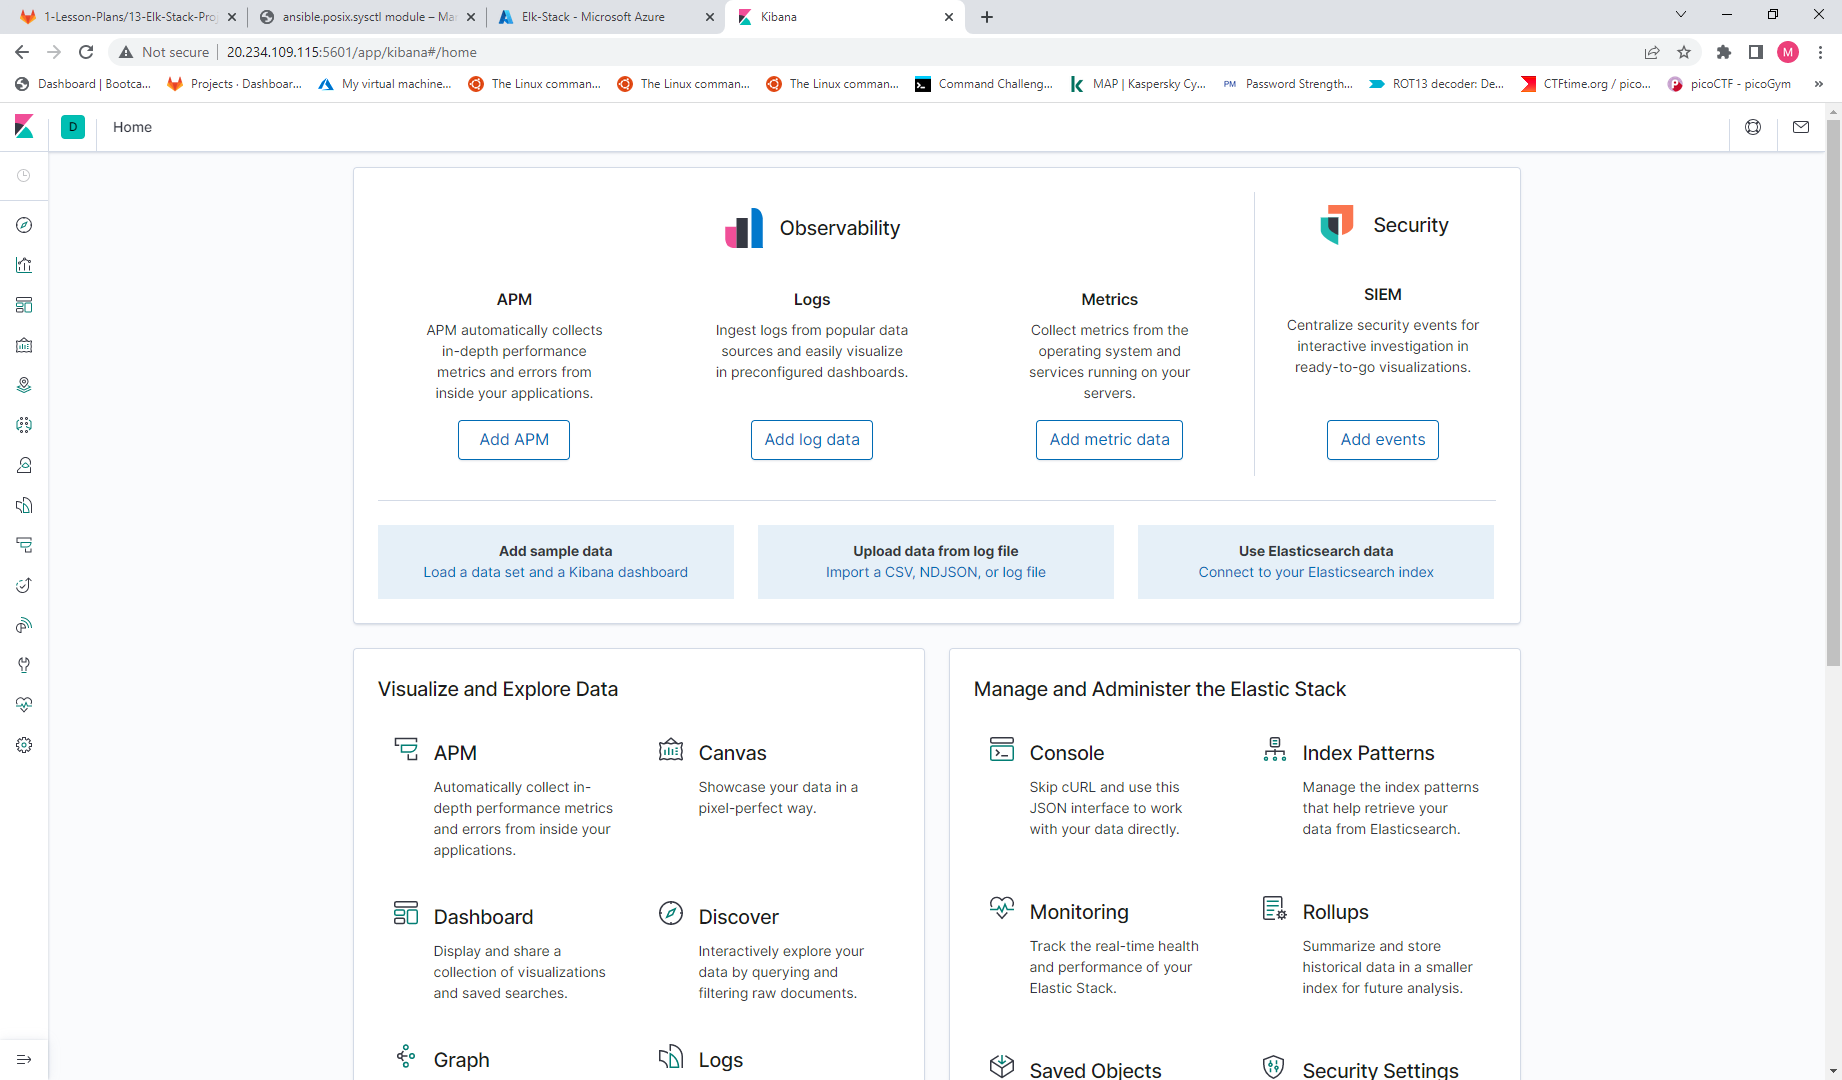 1-Lesson-Plans/13-Elk-Stack-Pro
ansible.posix.sysctl module – Ma
Elk-Stack - Microsoft Azure
Kibana
Not secure
20.234.109.115:5601/app/kibana#/home
M
Dashboard | Bootca...
Projects · Dashboar...
My virtual machine...
The Linux comman...
The Linux comman...
The Linux comman...
Command Challeng...
MAP | Kaspersky Cy...
PM
Password Strength...
ROT13 decoder: De...
CTFtime.org / pico...
picoCTF - picoGym
»
D
Home
Observability
Security
APM
APM automatically collects
in-depth performance
metrics and errors from
inside your applications.
Add APM
Logs
Ingest logs from popular data
sources and easily visualize
in preconfigured dashboards.
Add log data
Metrics
Collect metrics from the
operating system and
services running on your
servers.
Add metric data
SIEM
Centralize security events for
interactive investigation in
ready-to-go visualizations.
Add events
Add sample data
Load a data set and a Kibana dashboard
Upload data from log file
Import a CSV, NDJSON, or log file
Use Elasticsearch data
Connect to your Elasticsearch index
Visualize and Explore Data
APM
Automatically collect in-
depth performance metrics
and errors from inside your
applications.
Canvas
Showcase your data in a
pixel-perfect way.
Dashboard
Display and share a
collection of visualizations
and saved searches.
Discover
Interactively explore your
data by querying and
filtering raw documents.
Graph
Logs
Manage and Administer the Elastic Stack
Console
Skip cURL and use this
JSON interface to work
with your data directly.
Index Patterns
Manage the index patterns
that help retrieve your
data from Elasticsearch.
Monitoring
Track the real-time health
and performance of your
Elastic Stack.
Rollups
Summarize and store
historical data in a smaller
index for future analysis.
Saved Objects
Security Settings